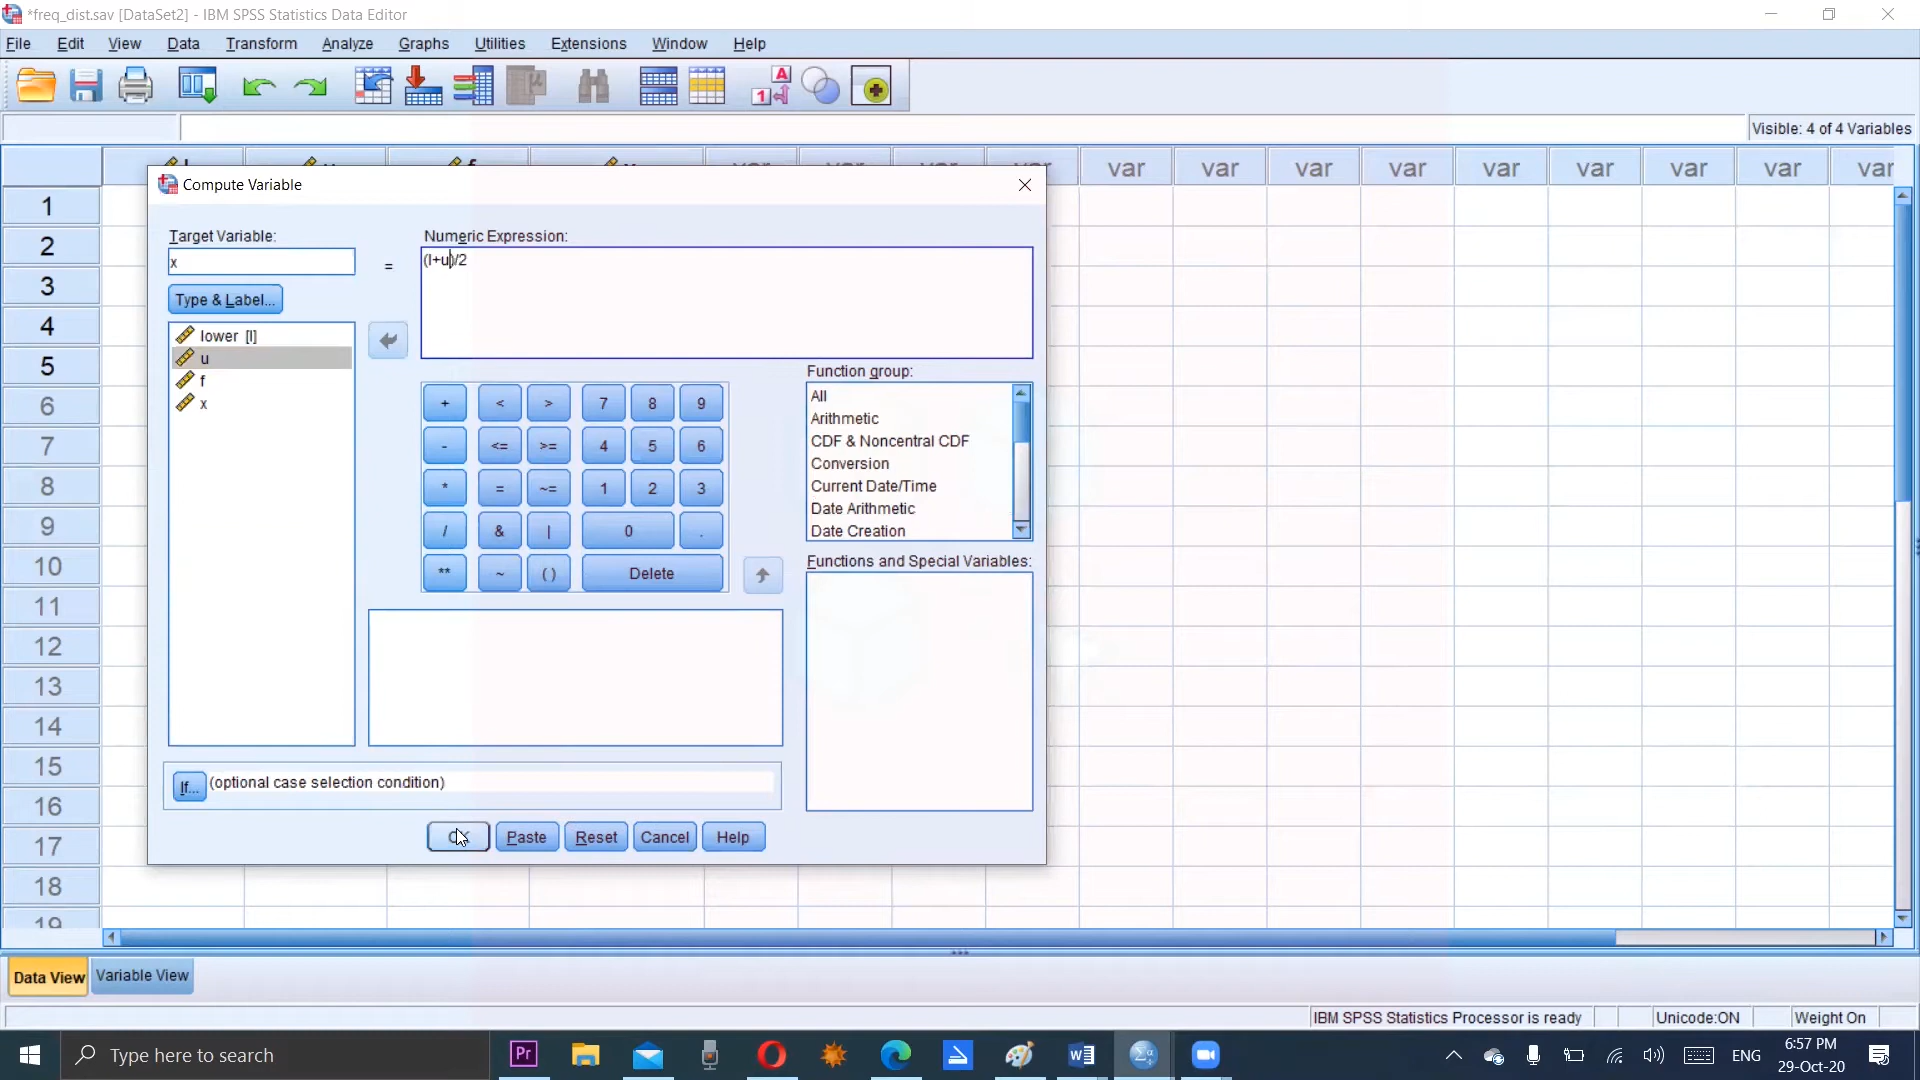 *freq_dist.sav [DataSet2] - IBM SPSS Statistics Data Editor
File Edit View Data Transform Analyze Graphs Utilities Extensions Window Help
Visible: 4 of 4 Variables
var var var var var var var var var
1
2
3
4
5
6
7
8
9
10
11
12
13
14
15
16
17
18
19
Compute Variable
Target Variable:
x
=
Numeric Expression:
(l+u)/2
Type & Label...
lower [l]
u
f
x
+ < > 7 8 9
- <= >= 4 5 6
* = ~= 1 2 3
/ & | 0 .
** ~ ( ) Delete
Function group:
All
Arithmetic
CDF & Noncentral CDF
Conversion
Current Date/Time
Date Arithmetic
Date Creation
Functions and Special Variables:
If... (optional case selection condition)
OK Paste Reset Cancel Help
Data View Variable View
IBM SPSS Statistics Processor is ready Unicode:ON Weight On
Type here to search
Pr
ENG
6:57 PM
29-Oct-20